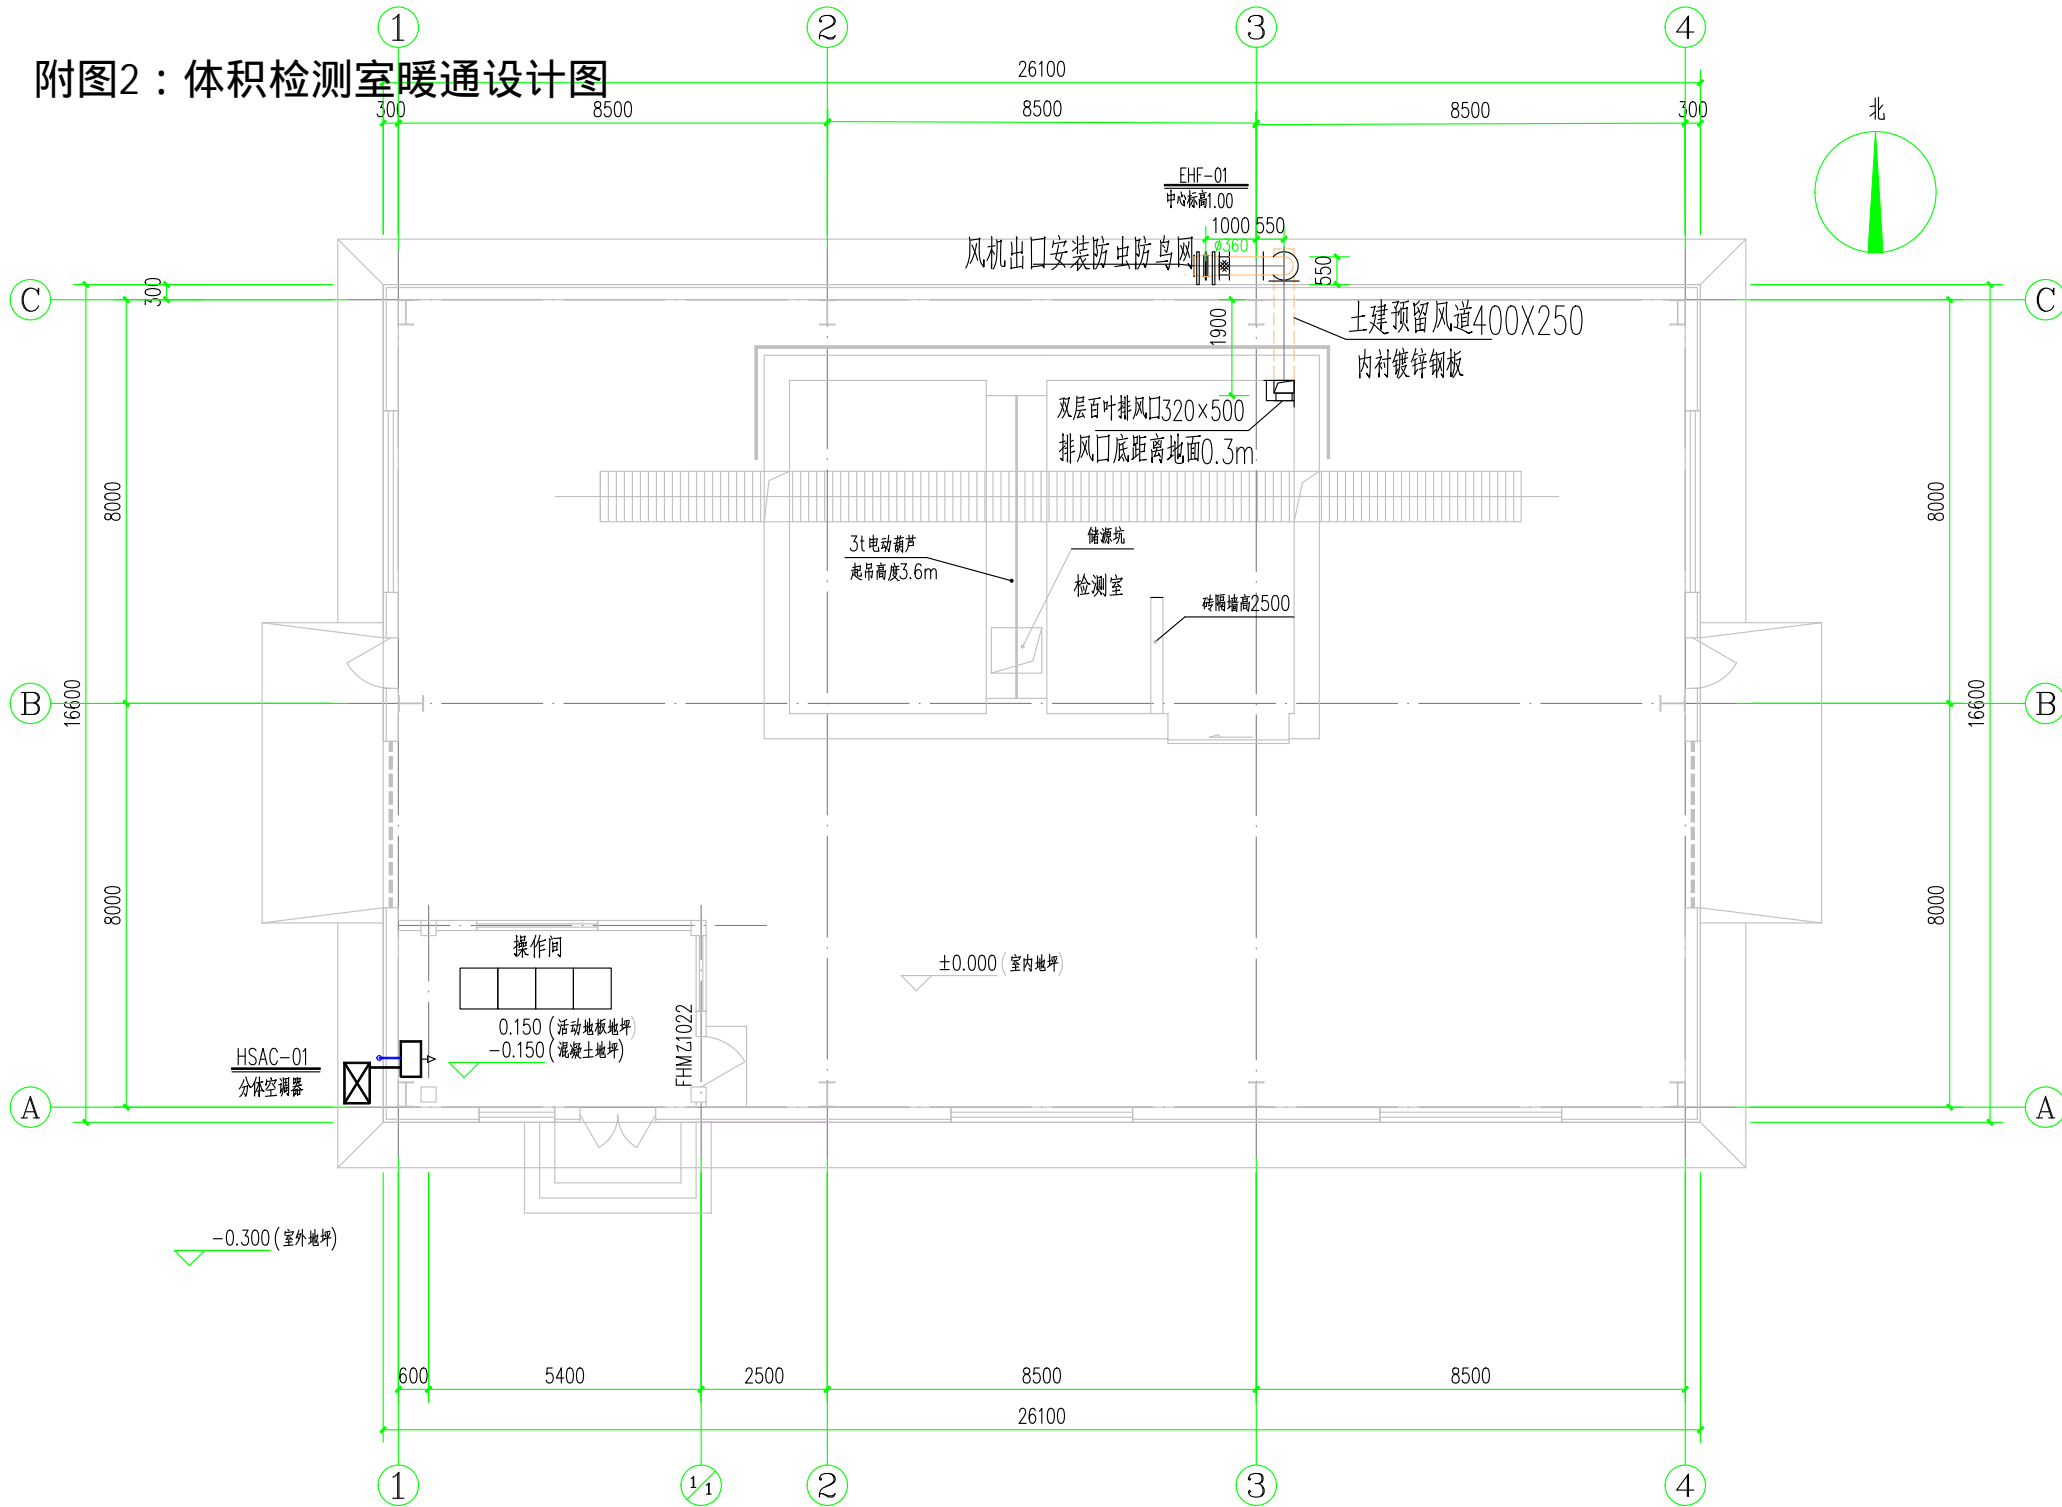 1
2
3
4
附图2：体积检测室暖通设计图
26100
300
8500
8500
8500
300
北
EHF-01
中心标高1.00
1000
550
ø360
风机出口安装防虫防鸟网
550
C
300
C
1900
土建预留风道400X250
内衬镀锌钢板
双层百叶排风口320×500
排风口底距离地面0.3m
8000
8000
3t电动葫芦
起吊高度3.6m
储源坑
检测室
砖隔墙高2500
B
16600
16600
B
8000
8000
操作间
±0.000(室内地坪)
0.150(活动地板地坪)
-0.150(混凝土地坪)
FHMZ1022
HSAC-01
分体空调器
A
A
-0.300(室外地坪)
600
5400
2500
8500
8500
26100
1
1/1
2
3
4